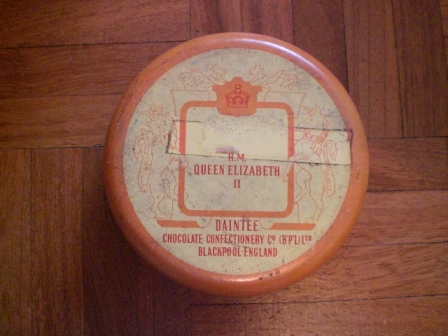 H.M.
QUEEN ELIZABETH
II
DAINTEE
CHOCOLATE CONFECTIONERY Cº (B'P'L) LTD
BLACKPOOL·ENGLAND